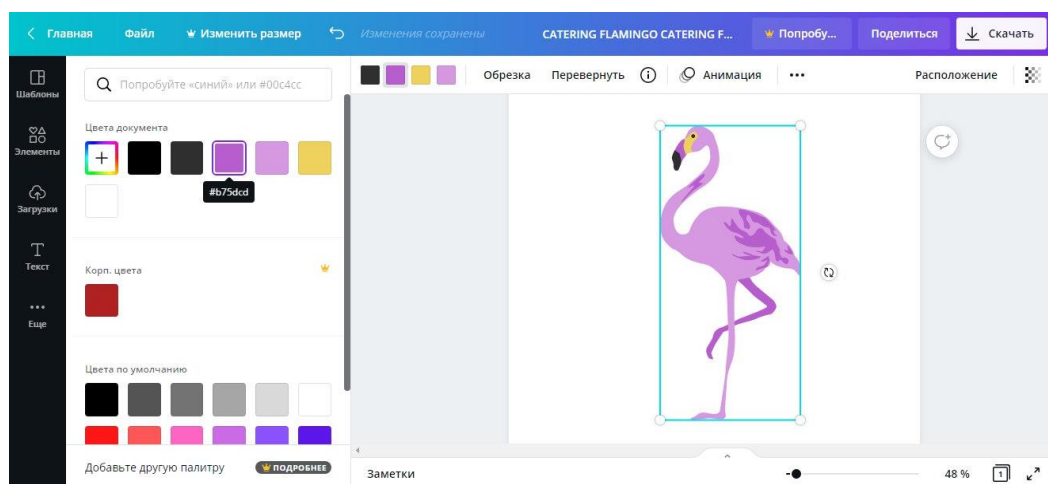 Главная
Файл
Изменить размер
Изменения сохранены
CATERING FLAMINGO CATERING F...
Попробу...
Поделиться
Скачать
Шаблоны
Элементы
Загрузки
Текст
Еще
Попробуйте «синий» или #00c4cc
Цвета документа
#b75dcd
Корп. цвета
Цвета по умолчанию
Добавьте другую палитру
ПОДРОБНЕЕ
Обрезка
Перевернуть
Анимация
Расположение
Заметки
48 %
1